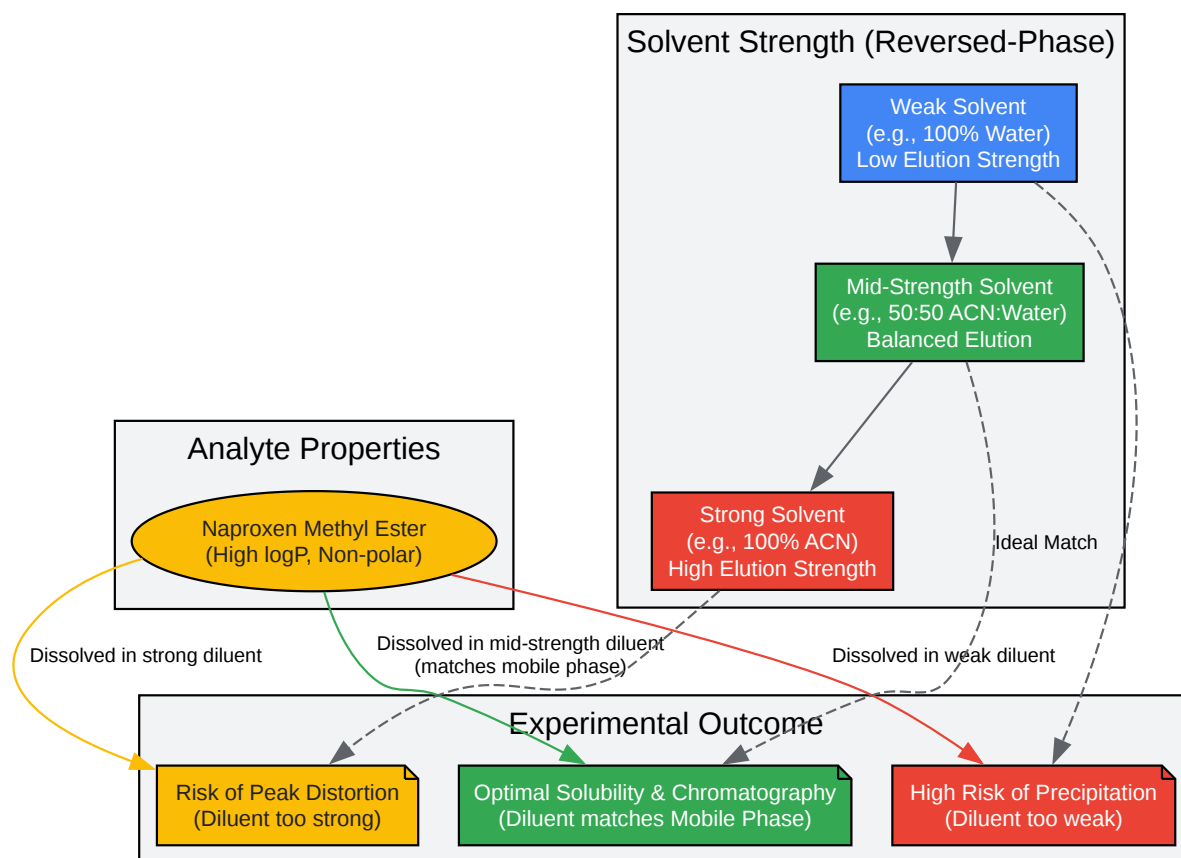 Solvent Strength (Reversed-Phase)
Weak Solvent
(e.g., 100% Water)
Low Elution Strength
Mid-Strength Solvent
(e.g., 50:50 ACN:Water)
Balanced Elution
Strong Solvent
(e.g., 100% ACN)
High Elution Strength
Ideal Match
Analyte Properties
Naproxen Methyl Ester
(High logP, Non-polar)
Dissolved in strong diluent
Dissolved in mid-strength diluent
(matches mobile phase)
Dissolved in weak diluent
Experimental Outcome
Risk of Peak Distortion
(Diluent too strong)
Optimal Solubility & Chromatography
(Diluent matches Mobile Phase)
High Risk of Precipitation
(Diluent too weak)